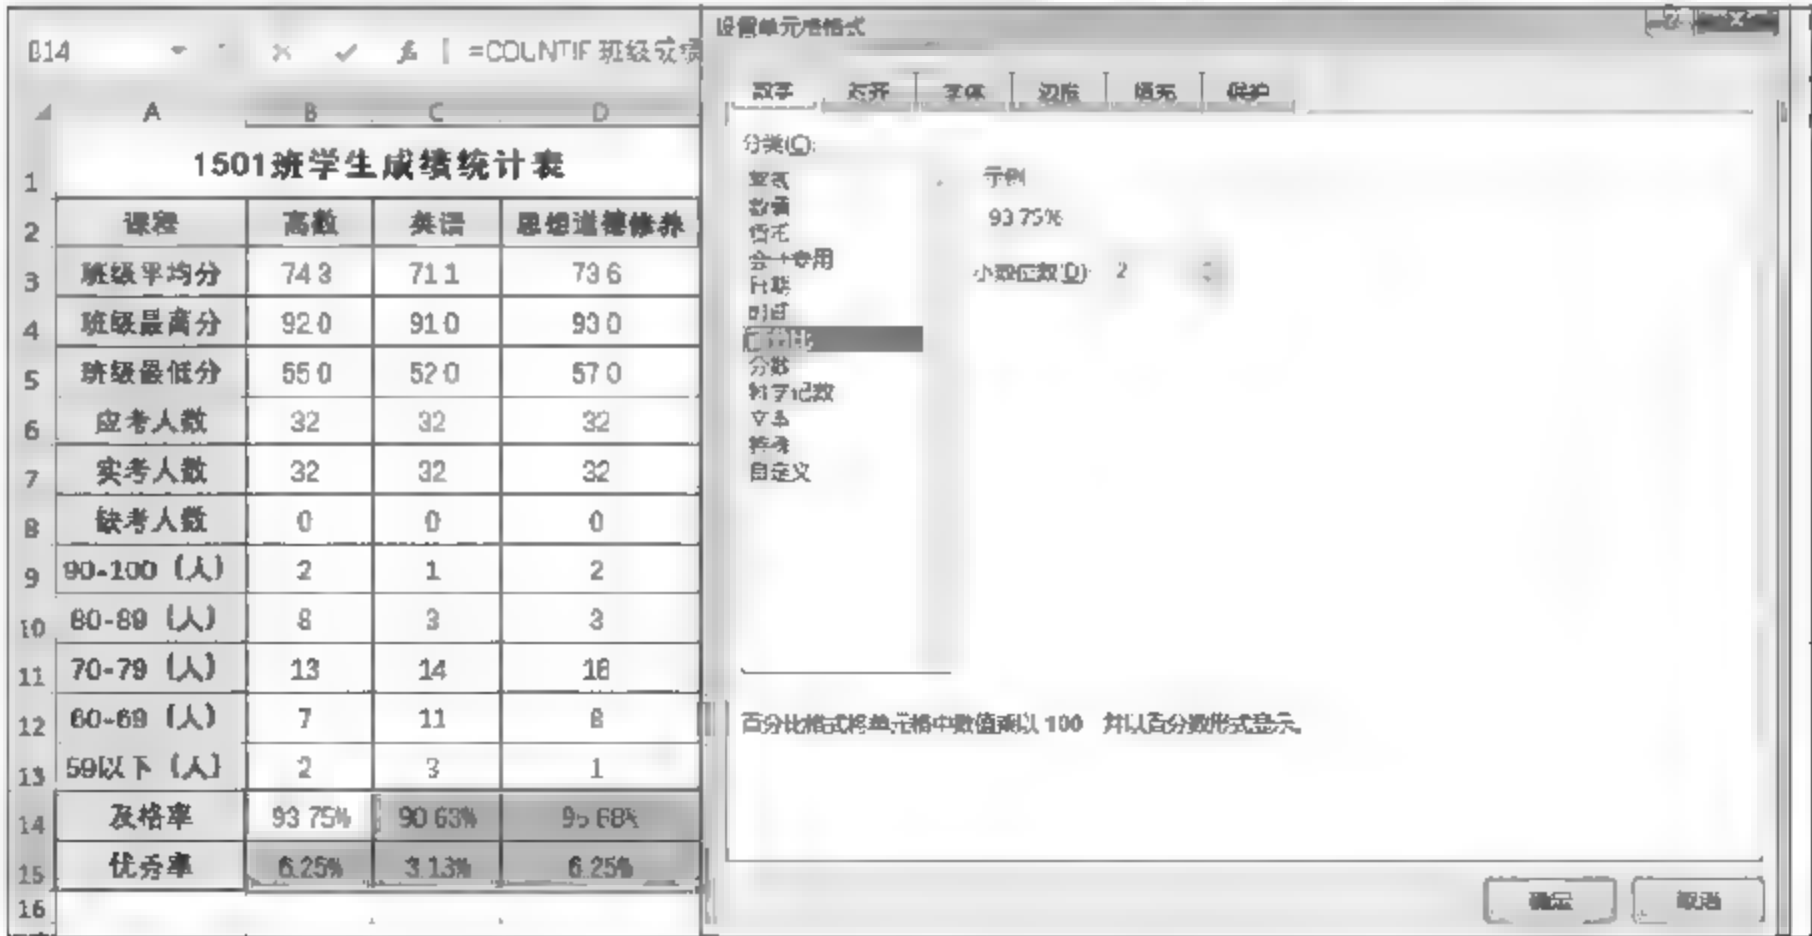 B14 =COUNTIF 班级成绩
A B C D
1 1501班学生成绩统计表
2 课程 高数 英语 思想道德修养
3 班级平均分 74.3 71.1 73.6
4 班级最高分 92.0 91.0 93.0
5 班级最低分 55.0 52.0 57.0
6 应考人数 32 32 32
7 实考人数 32 32 32
8 缺考人数 0 0 0
9 90-100（人） 2 1 2
10 80-89（人） 8 3 3
11 70-79（人） 13 14 18
12 60-69（人） 7 11 8
13 59以下（人） 2 3 1
14 及格率 93.75% 90.63%
15 优秀率 6.25% 3.13% 6.25%
16
设置单元格格式
数字 对齐 字体 边框 填充 保护
分类(C):
常规
数值
货币
会计专用
日期
时间
百分比
分数
科学记数
文本
特殊
自定义
示例
93.75%
小数位数(D): 2
百分比格式将单元格中数值乘以 100 并以百分数形式显示。
确定 取消